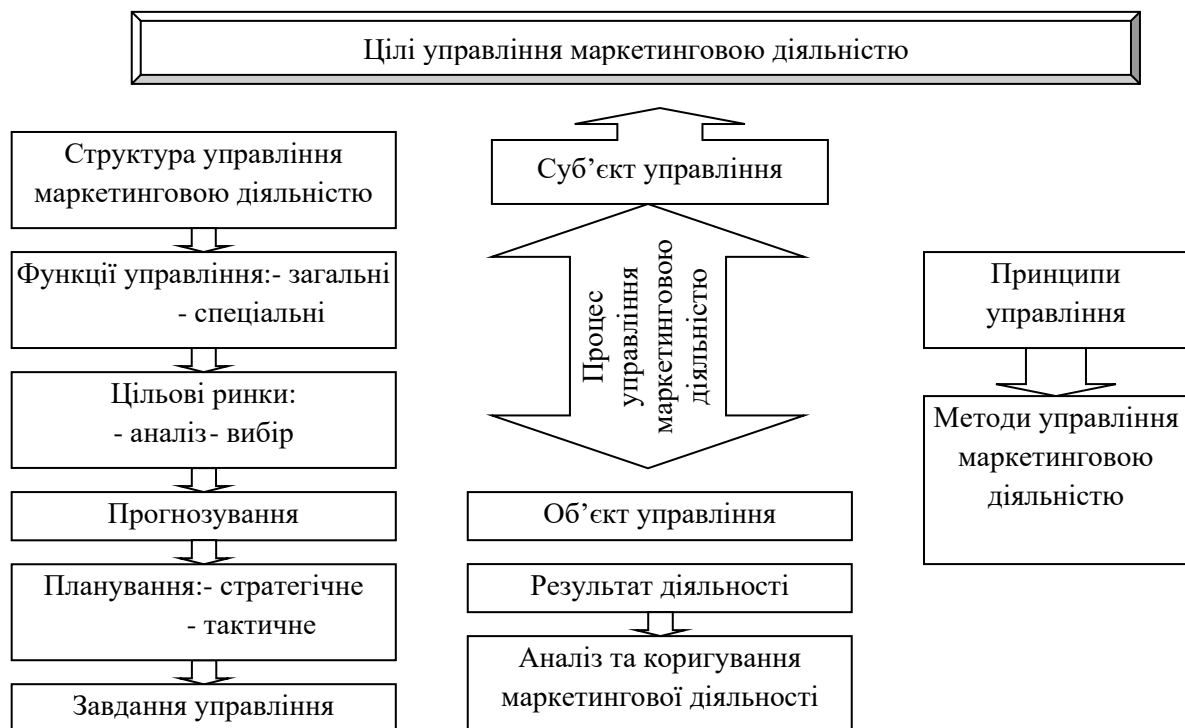 Цілі управління маркетинговою діяльністю
Структура управління
маркетинговою діяльністю
Функції управління:- загальні
- спеціальні
Цільові ринки:
- аналіз- вибір
Прогнозування
Планування:- стратегічне
- тактичне
Завдання управління
Суб’єкт управління
Процес
управління
маркетинговою
діяльністю
Об’єкт управління
Результат діяльності
Аналіз та коригування
маркетингової діяльності
Принципи
управління
Методи управління
маркетинговою
діяльністю